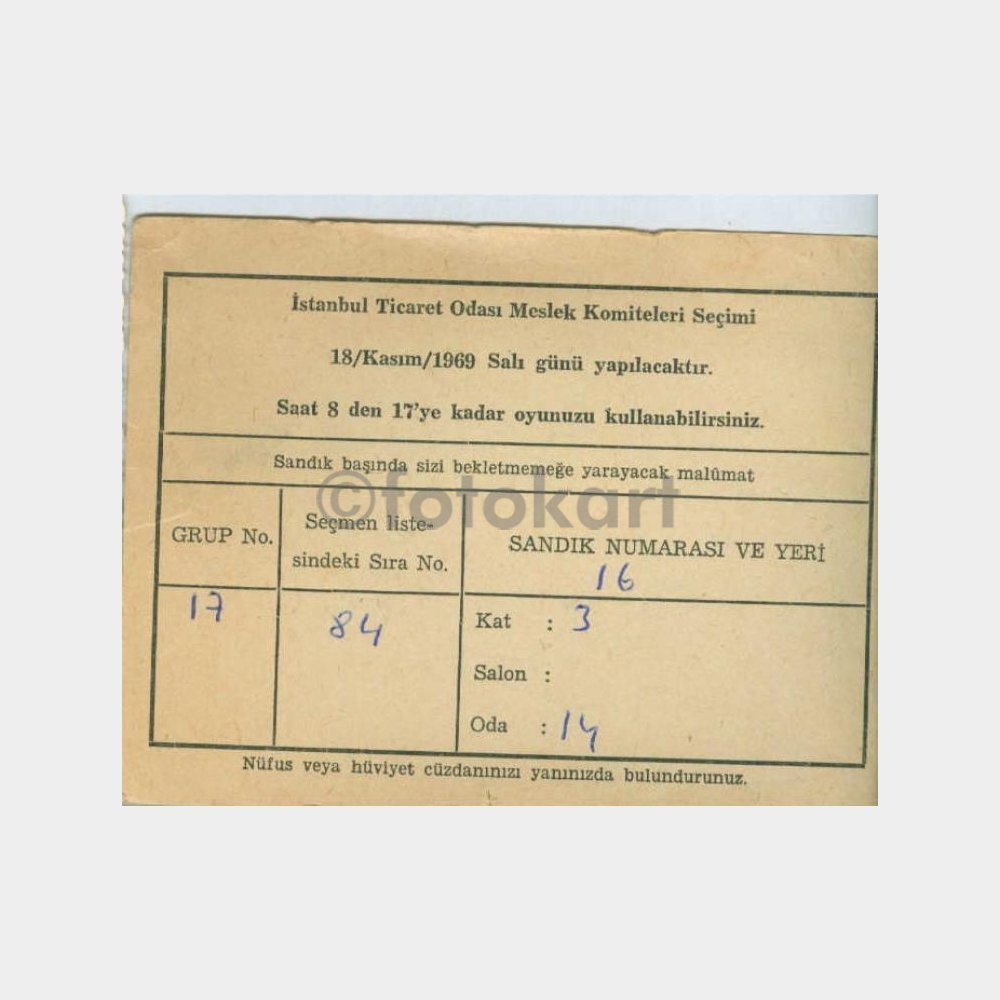 İstanbul Ticaret Odası Meslek Komiteleri Seçimi
18/Kasım/1969 Salı günü yapılacaktır.
Saat 8 den 17'ye kadar oyunuzu kullanabilirsiniz.
Sandık başında sizi bekletmemeğe yarayacak malûmat
©fotokart
GRUP No.
17
Seçmen liste-
sindeki Sıra No.
84
SANDIK NUMARASI VE YERİ
16
Kat : 3
Salon :
Oda : 14
Nüfus veya hüviyet cüzdanınızı yanınızda bulundurunuz.